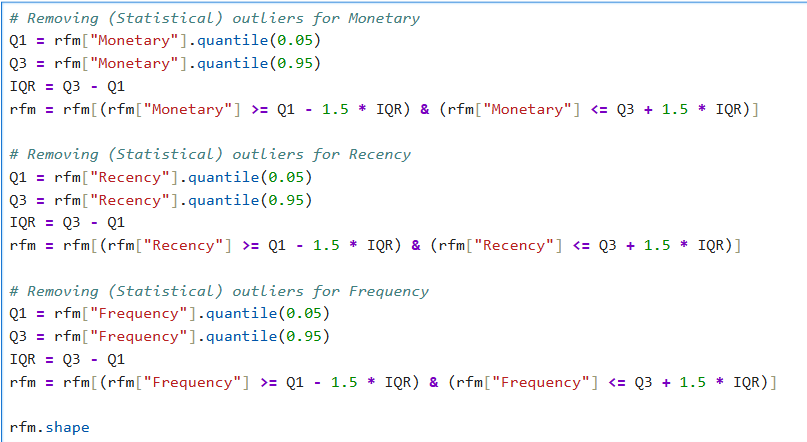 # Removing (Statistical) outliers for Monetary
Q1 = rfm["Monetary"].quantile(0.05)
Q3 = rfm["Monetary"].quantile(0.95)
IQR = Q3 - Q1
rfm = rfm[(rfm["Monetary"] >= Q1 - 1.5 * IQR) & (rfm["Monetary"] <= Q3 + 1.5 * IQR)]
# Removing (Statistical) outliers for Recency
Q1 = rfm["Recency"].quantile(0.05)
Q3 = rfm["Recency"].quantile(0.95)
IQR = Q3 - Q1
rfm = rfm[(rfm["Recency"] >= Q1 - 1.5 * IQR) & (rfm["Recency"] <= Q3 + 1.5 * IQR)]
# Removing (Statistical) outliers for Frequency
Q1 = rfm["Frequency"].quantile(0.05)
Q3 = rfm["Frequency"].quantile(0.95)
IQR = Q3 - Q1
rfm = rfm[(rfm["Frequency"] >= Q1 - 1.5 * IQR) & (rfm["Frequency"] <= Q3 + 1.5 * IQR)]
rfm.shape